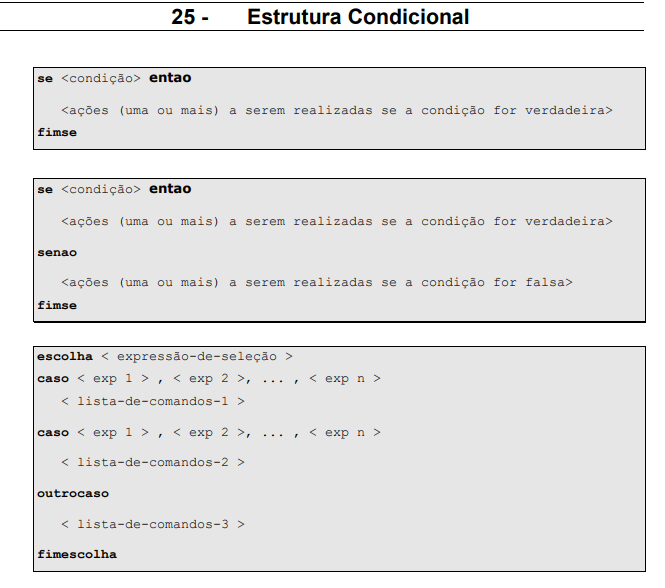 25 - Estrutura Condicional
se <condição> entao
<ações (uma ou mais) a serem realizadas se a condição for verdadeira>
fimse
se <condição> entao
<ações (uma ou mais) a serem realizadas se a condição for verdadeira>
senao
<ações (uma ou mais) a serem realizadas se a condição for falsa>
fimse
escolha < expressão-de-seleção >
caso < exp 1 > , < exp 2 >, ... , < exp n >
< lista-de-comandos-1 >
caso < exp 1 > , < exp 2 >, ... , < exp n >
< lista-de-comandos-2 >
outrocaso
< lista-de-comandos-3 >
fimescolha